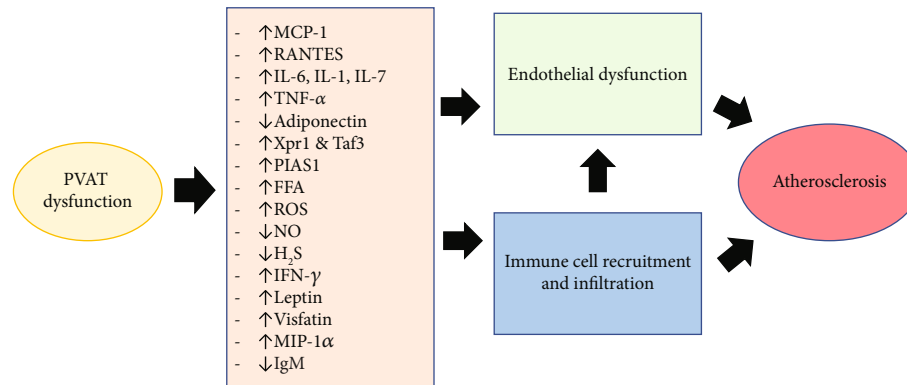 PVAT
dysfunction
- ↑MCP-1
- ↑RANTES
- ↑IL-6, IL-1, IL-7
- ↑TNF-α
- ↓Adiponectin
- ↑Xpr1 & Taf3
- ↑PIAS1
- ↑FFA
- ↑ROS
- ↓NO
- ↓H₂S
- ↑IFN-γ
- ↑Leptin
- ↑Visfatin
- ↑MIP-1α
- ↓IgM
Endothelial dysfunction
Immune cell recruitment
and infiltration
Atherosclerosis